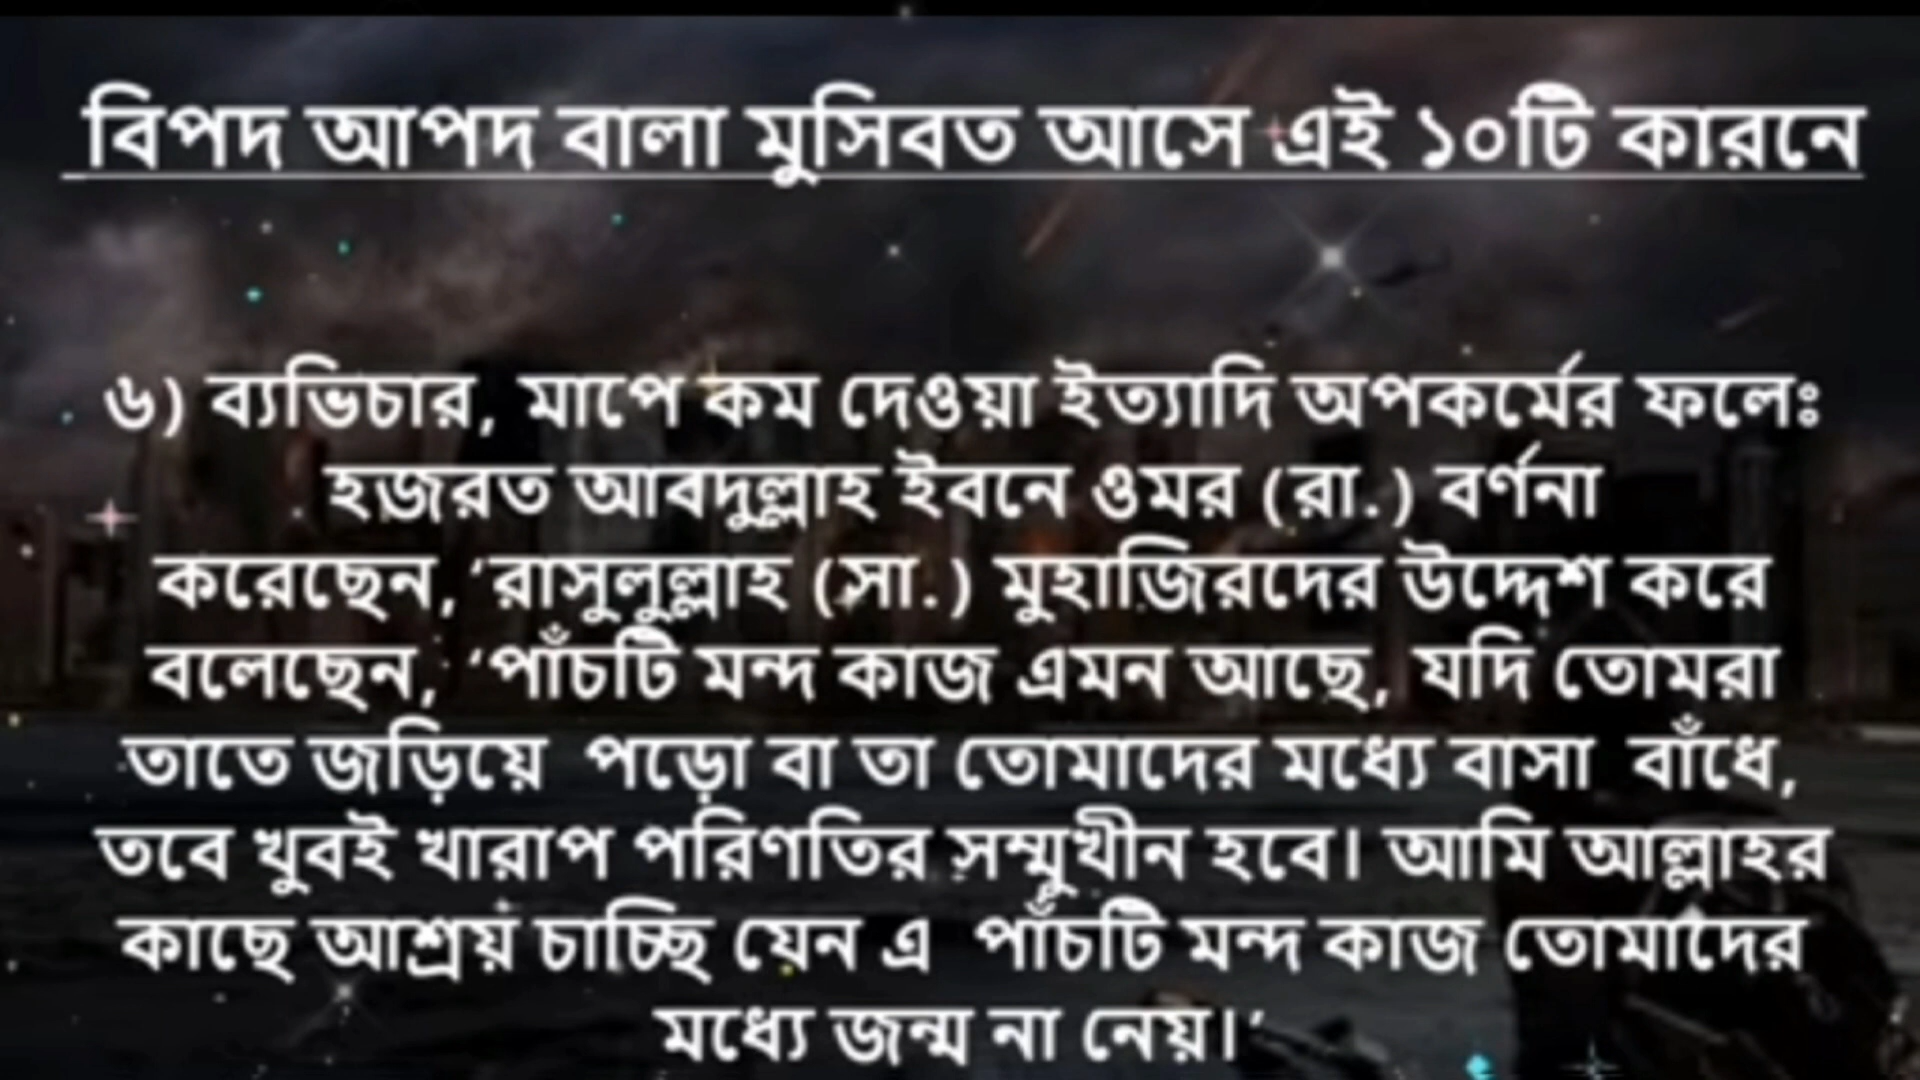 বিপদ আপদ বালা মুসিবত আসে এই ১০টি কারনে
৬) ব্যভিচার, মাপে কম দেওয়া ইত্যাদি অপকর্মের ফলেঃ
হজরত আবদুল্লাহ ইবনে ওমর (রা.) বর্ণনা
করেছেন, ‘রাসুলুল্লাহ (সা.) মুহাজিরদের উদ্দেশ করে
বলেছেন, ‘পাঁচটি মন্দ কাজ এমন আছে, যদি তোমরা
তাতে জড়িয়ে পড়ো বা তা তোমাদের মধ্যে বাসা বাঁধে,
তবে খুবই খারাপ পরিণতির সম্মুখীন হবে। আমি আল্লাহর
কাছে আশ্রয় চাচ্ছি যেন এ পাঁচটি মন্দ কাজ তোমাদের
মধ্যে জন্ম না নেয়।’